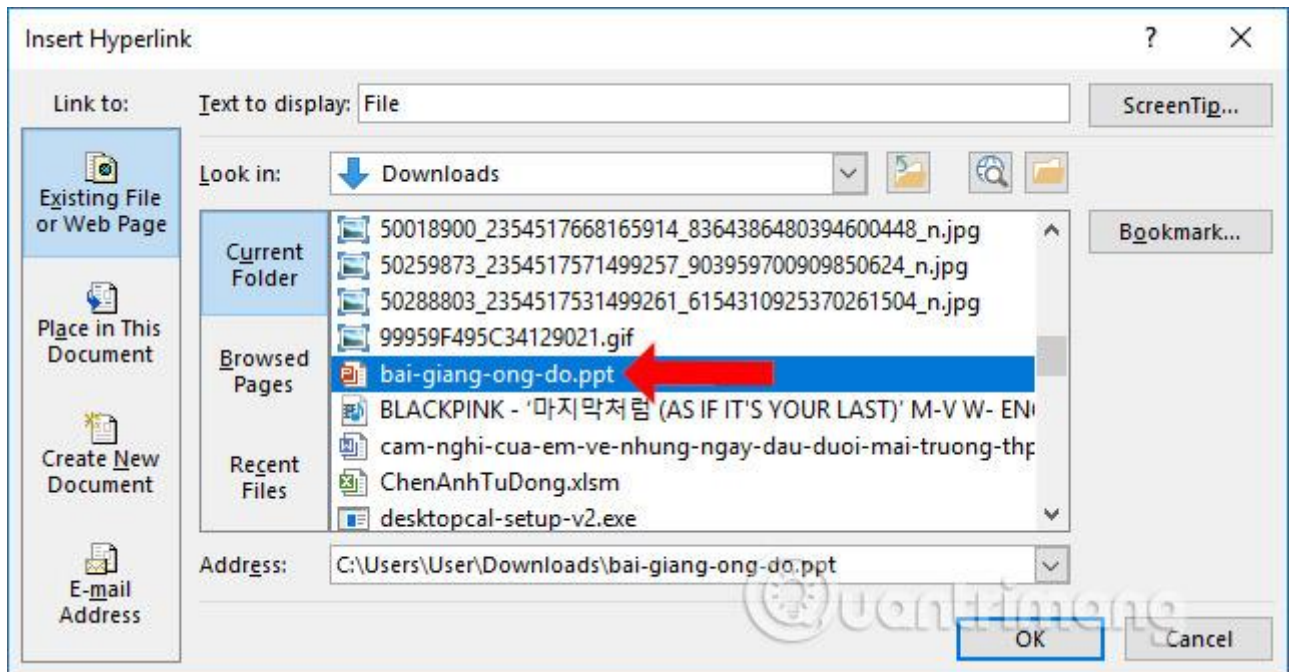 Insert Hyperlink
?
Link to:
Text to display: File
ScreenTip...
Existing File
or Web Page
Look in: Downloads
Bookmark...
Current
Folder
Browsed
Pages
Recent
Files
50018900_2354517668165914_8364386480394600448_n.jpg
50259873_2354517571499257_903959700909850624_n.jpg
50288803_2354517531499261_6154310925370261504_n.jpg
99959F495C34129021.gif
bai-giang-ong-do.ppt
BLACKPINK - '마지막처럼 (AS IF IT'S YOUR LAST)' M-V W- EN
cam-nghi-cua-em-ve-nhung-ngay-dau-duoi-mai-truong-thp
ChenAnhTuDong.xlsm
desktopcal-setup-v2.exe
Place in This
Document
Create New
Document
E-mail
Address
Address: C:\Users\User\Downloads\bai-giang-ong-do.ppt
Quantrimang
OK
Cancel